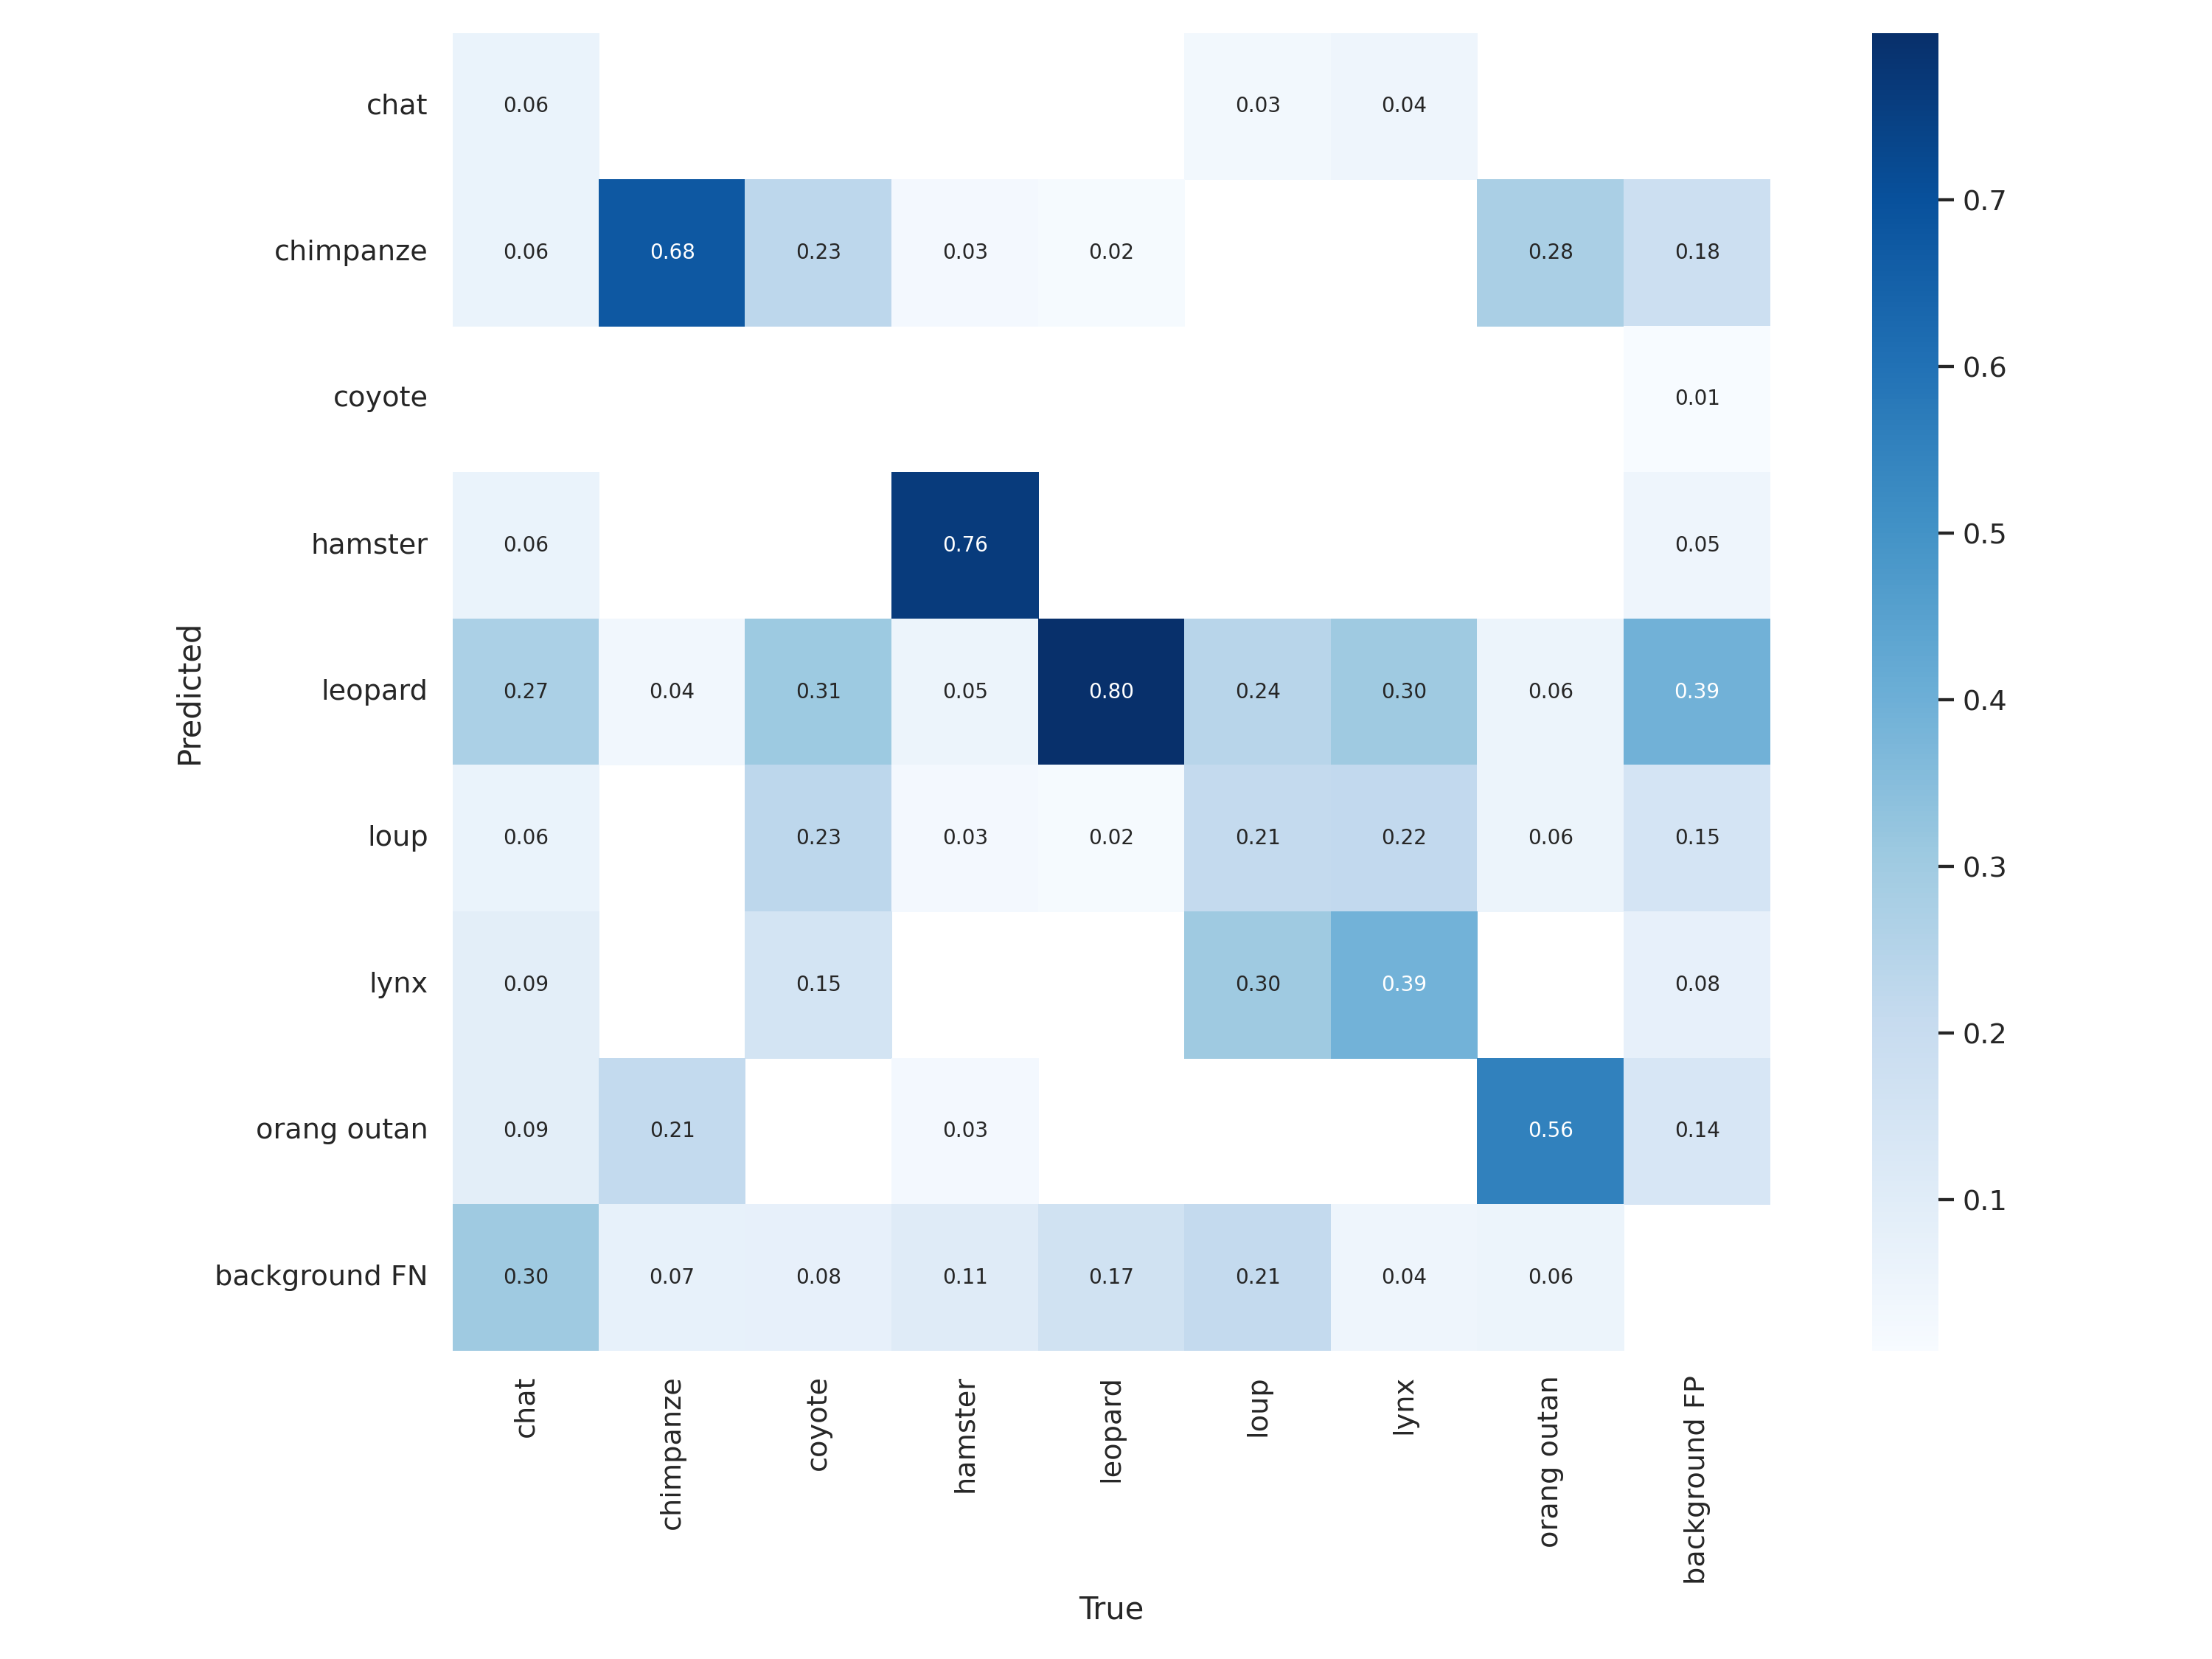 chat 0.06 0.03 0.04
chimpanze 0.06 0.68 0.23 0.03 0.02 0.28 0.18
coyote 0.01
hamster 0.06 0.76 0.05
leopard 0.27 0.04 0.31 0.05 0.80 0.24 0.30 0.06 0.39
loup 0.06 0.23 0.03 0.02 0.21 0.22 0.06 0.15
lynx 0.09 0.15 0.30 0.39 0.08
orang outan 0.09 0.21 0.03 0.56 0.14
background FN 0.30 0.07 0.08 0.11 0.17 0.21 0.04 0.06
Predicted
chat
chimpanze
coyote
hamster
leopard
loup
lynx
orang outan
background FP
True
0.7
0.6
0.5
0.4
0.3
0.2
0.1